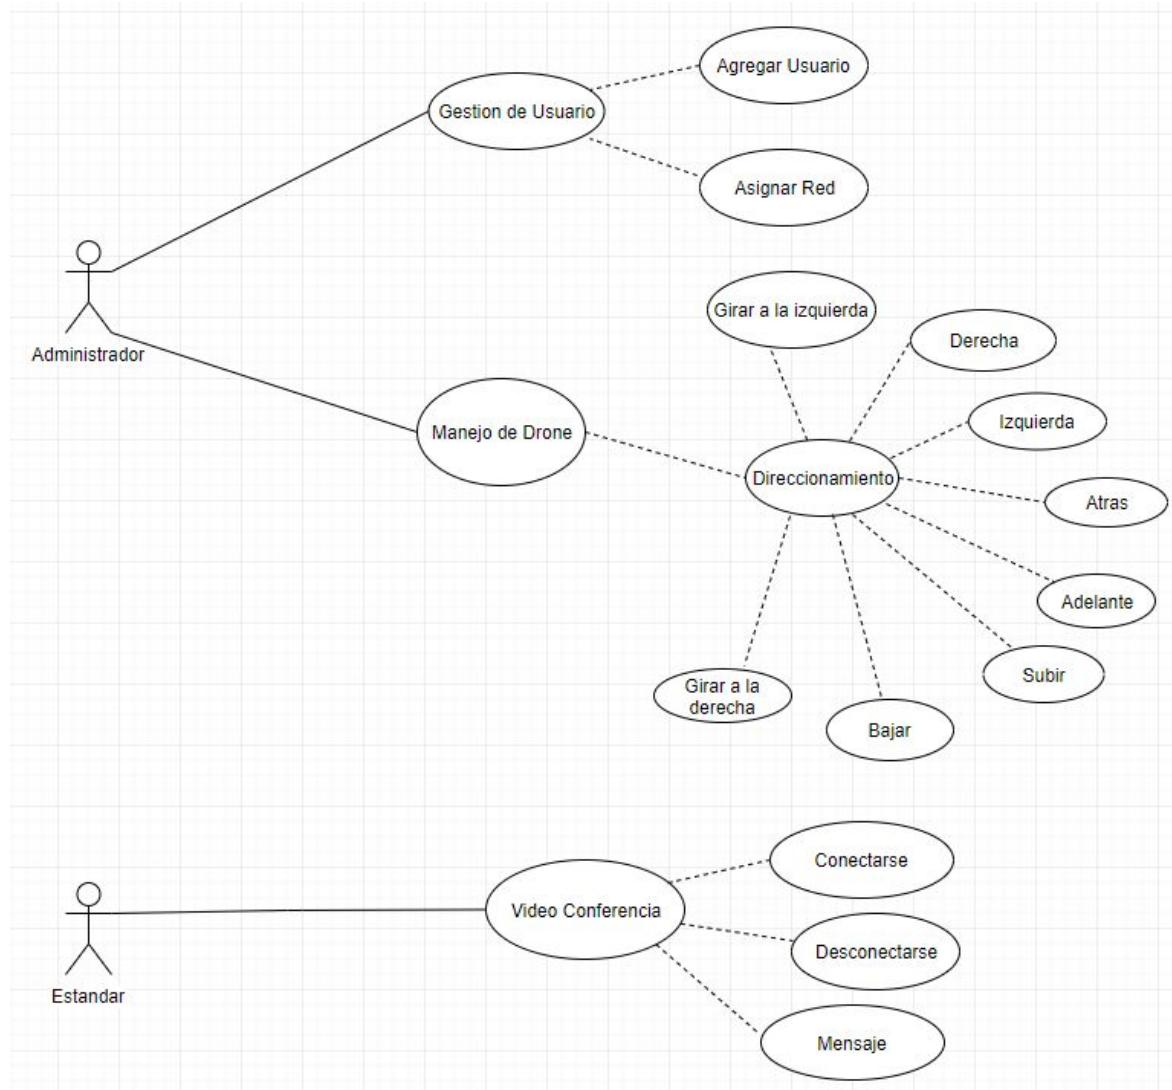 Agregar Usuario
Gestion de Usuario
Asignar Red
Administrador
Girar a la izquierda
Derecha
Izquierda
Manejo de Drone
Direccionamiento
Atras
Adelante
Subir
Girar a la
derecha
Bajar
Estandar
Video Conferencia
Conectarse
Desconectarse
Mensaje